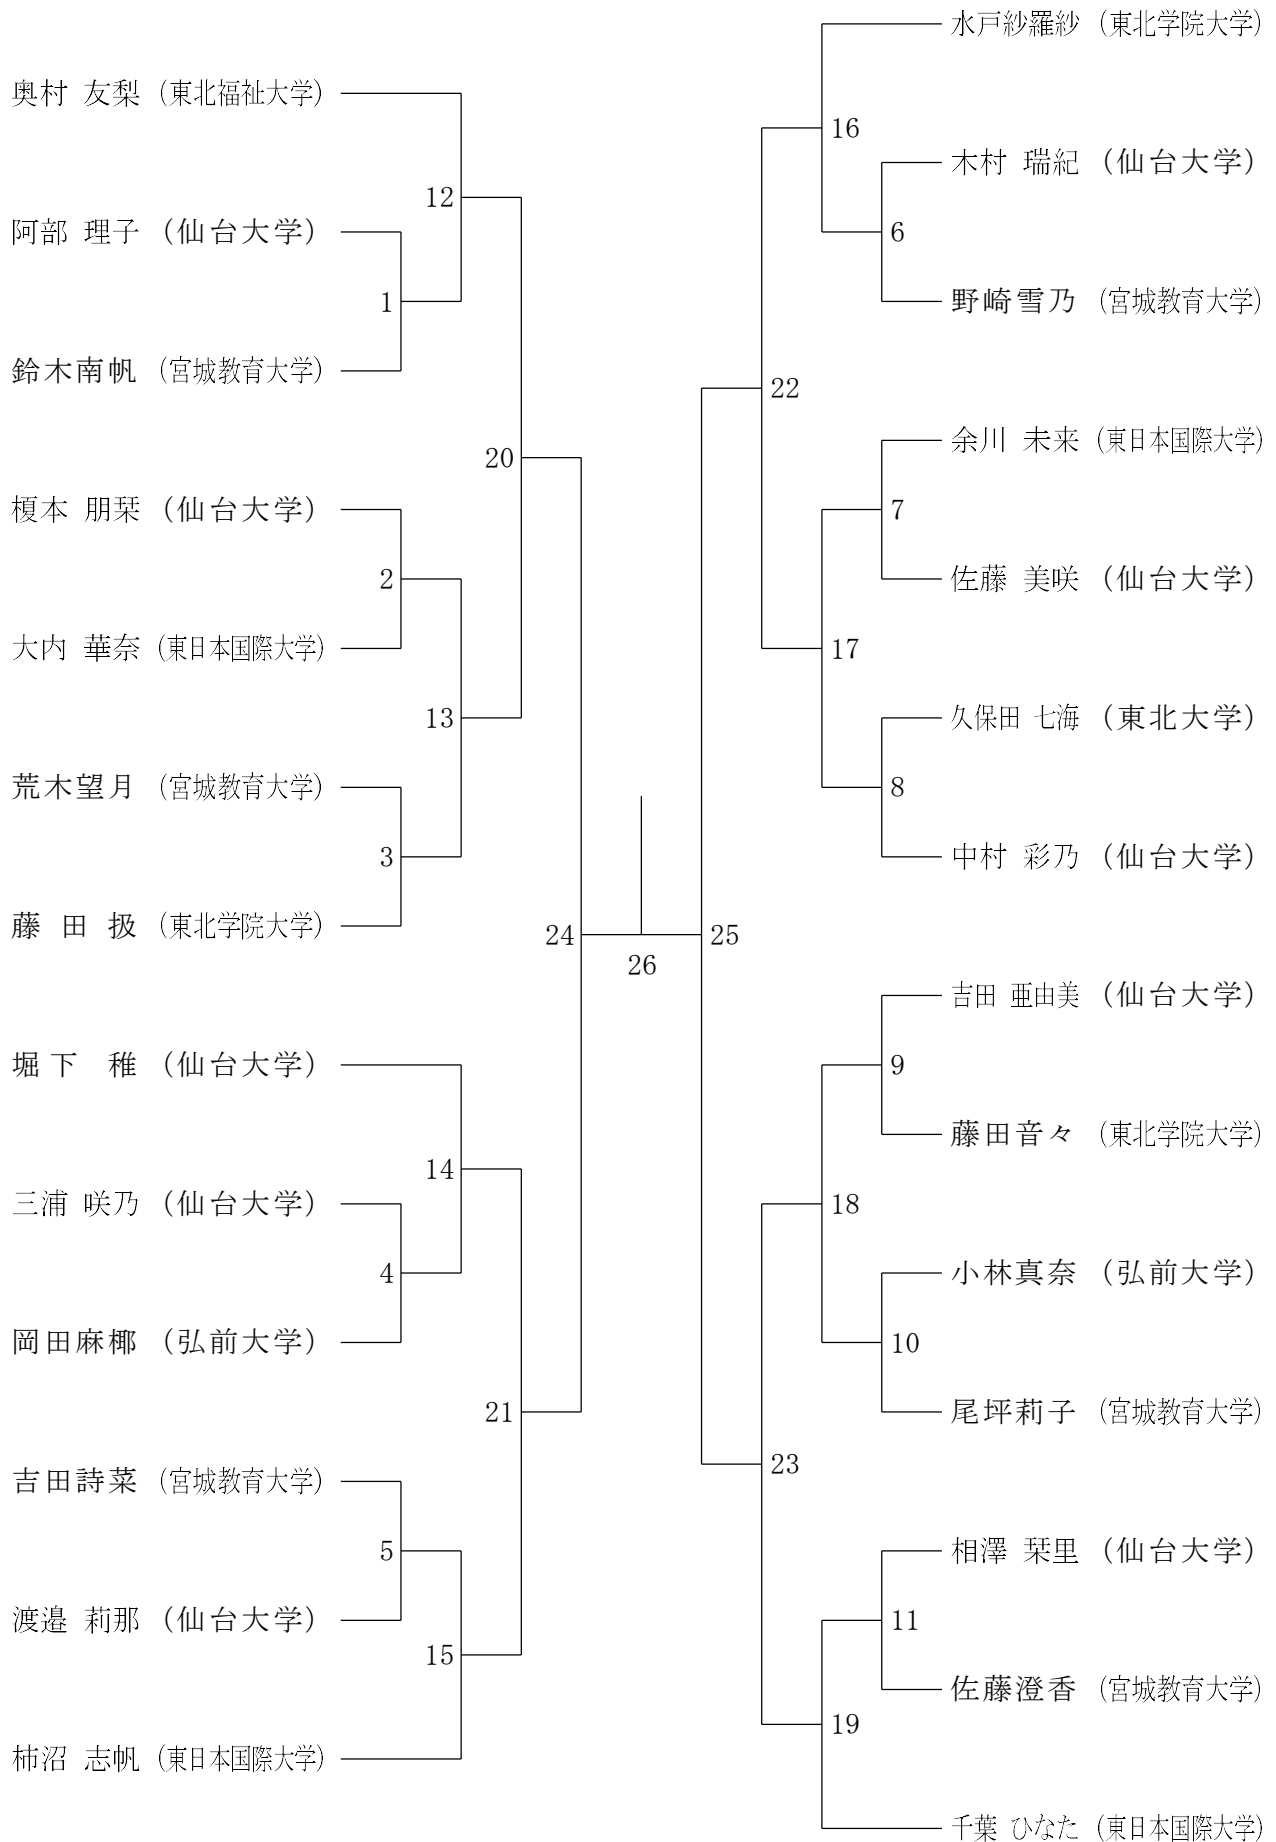 奥村 友梨 (東北福祉大学)
12
阿部 理子 (仙台大学)
1
鈴木南帆 (宮城教育大学)
20
榎本 朋栞 (仙台大学)
2
大内 華奈 (東日本国際大学)
13
荒木望月 (宮城教育大学)
3
藤田扱 (東北学院大学)
24
堀下 稚 (仙台大学)
14
三浦 咲乃 (仙台大学)
4
岡田麻椰 (弘前大学)
21
吉田詩菜 (宮城教育大学)
5
渡邉 莉那 (仙台大学)
15
柿沼 志帆 (東日本国際大学)
26
水戸紗羅紗 (東北学院大学)
16
木村 瑞紀 (仙台大学)
6
野崎雪乃 (宮城教育大学)
22
余川 未来 (東日本国際大学)
7
佐藤 美咲 (仙台大学)
17
久保田 七海 (東北大学)
8
中村 彩乃 (仙台大学)
25
吉田 亜由美 (仙台大学)
9
藤田音々 (東北学院大学)
18
小林真奈 (弘前大学)
10
尾坪莉子 (宮城教育大学)
23
相澤 栞里 (仙台大学)
11
佐藤澄香 (宮城教育大学)
19
千葉 ひなた (東日本国際大学)